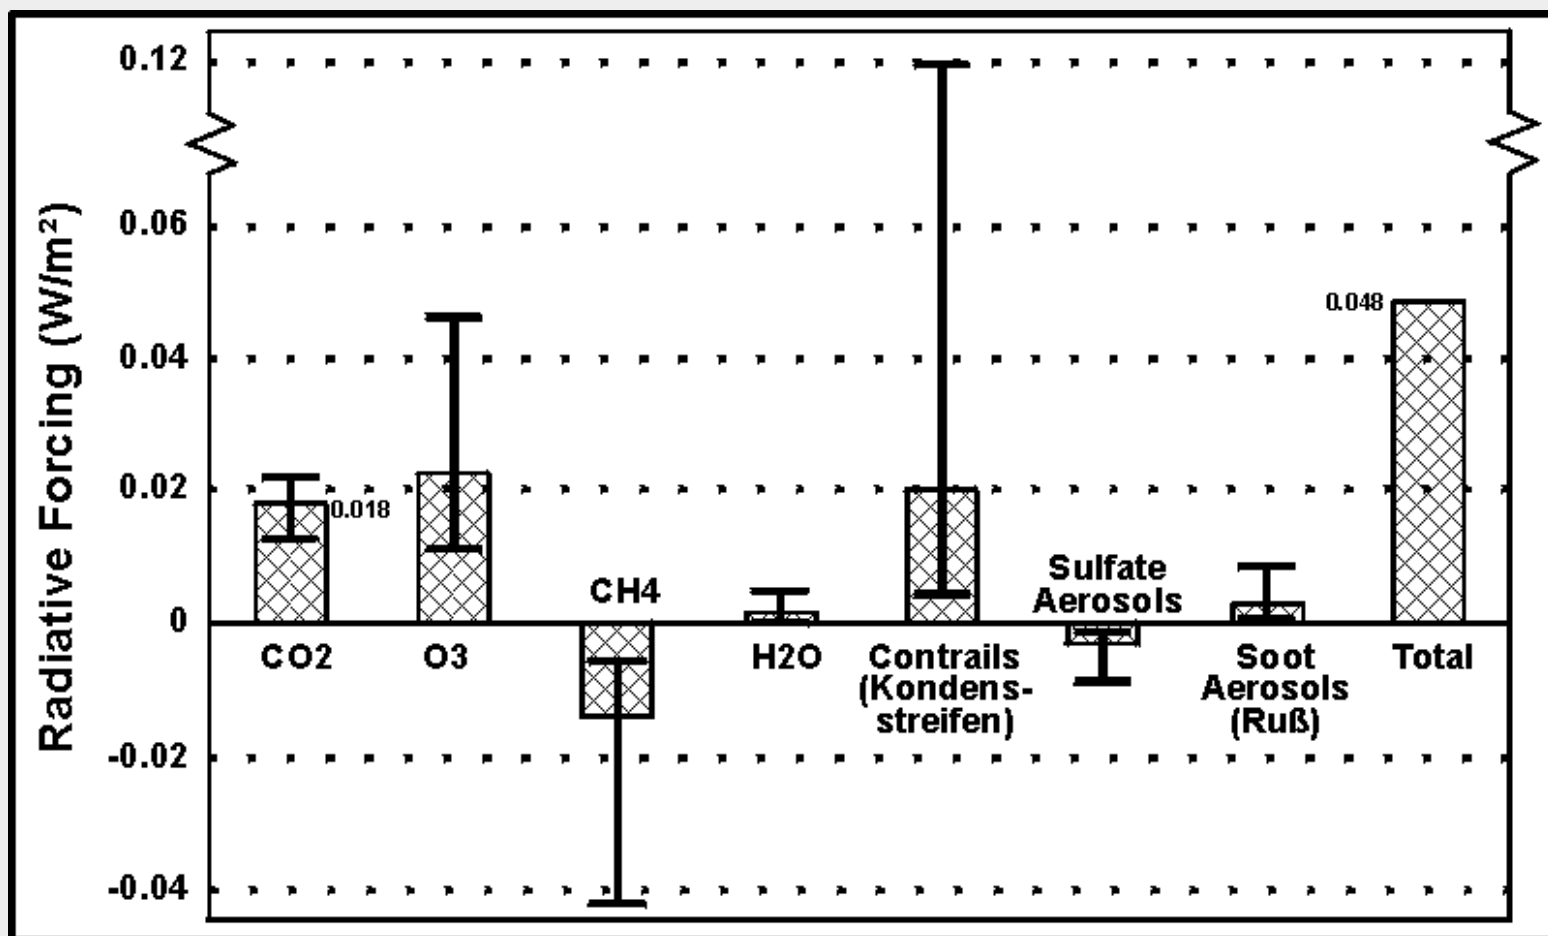 0.12
0.06
0.04
0.02
0
-0.02
-0.04
Radiative Forcing (W/m²)
0.018
0.048
CO2
O3
CH4
H2O
Contrails
(Kondens-
streifen)
Sulfate
Aerosols
Soot
Aerosols
(Ruß)
Total